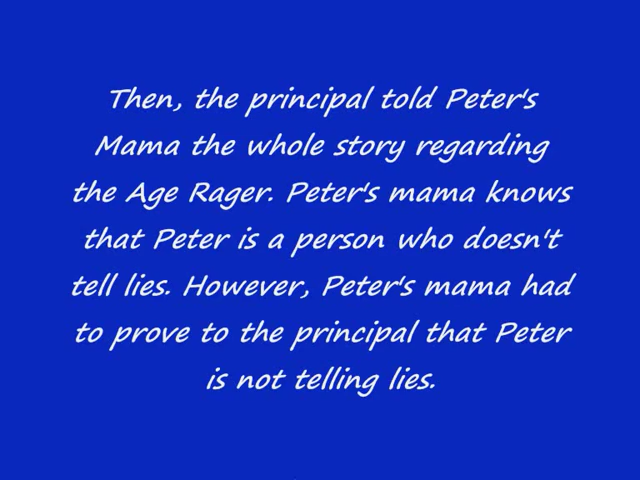 Then, the principal told Peter's
Mama the whole story regarding
the Age Rager. Peter's mama knows
that Peter is a person who doesn't
tell lies. However, Peter's mama had
to prove to the principal that Peter
is not telling lies.